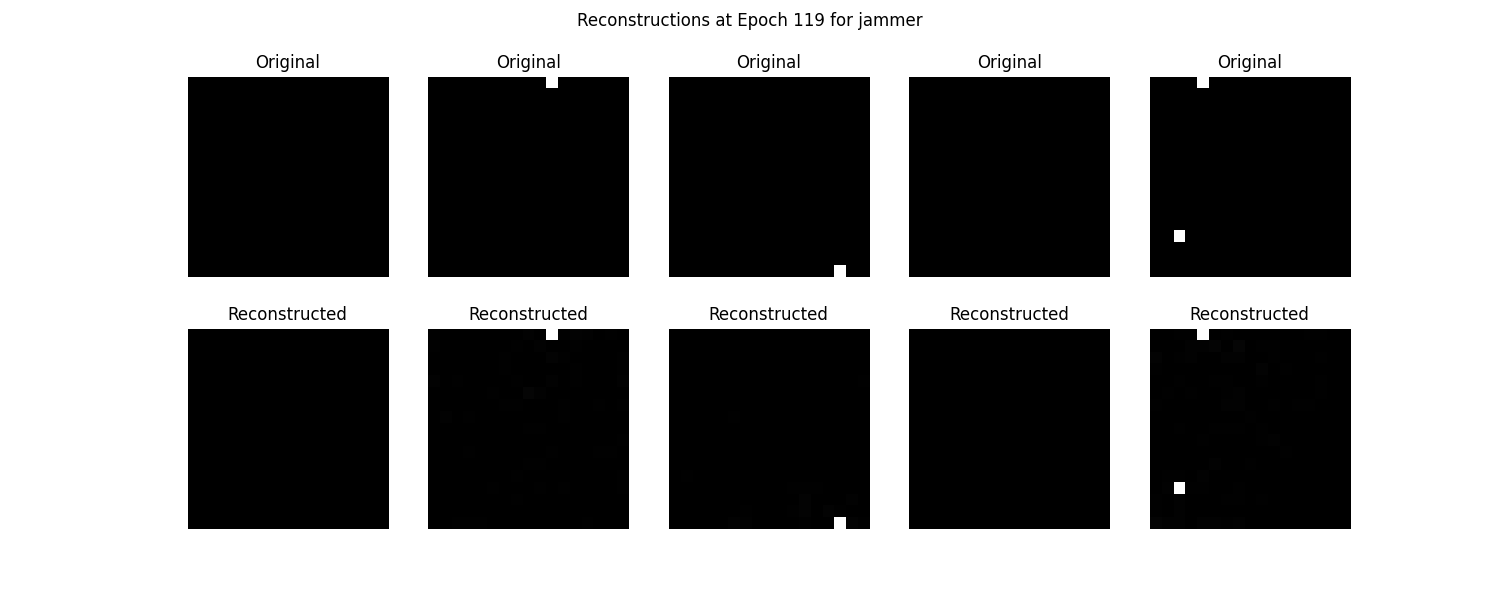 Reconstructions at Epoch 119 for jammer
Original Original Original Original Original
Reconstructed Reconstructed Reconstructed Reconstructed Reconstructed